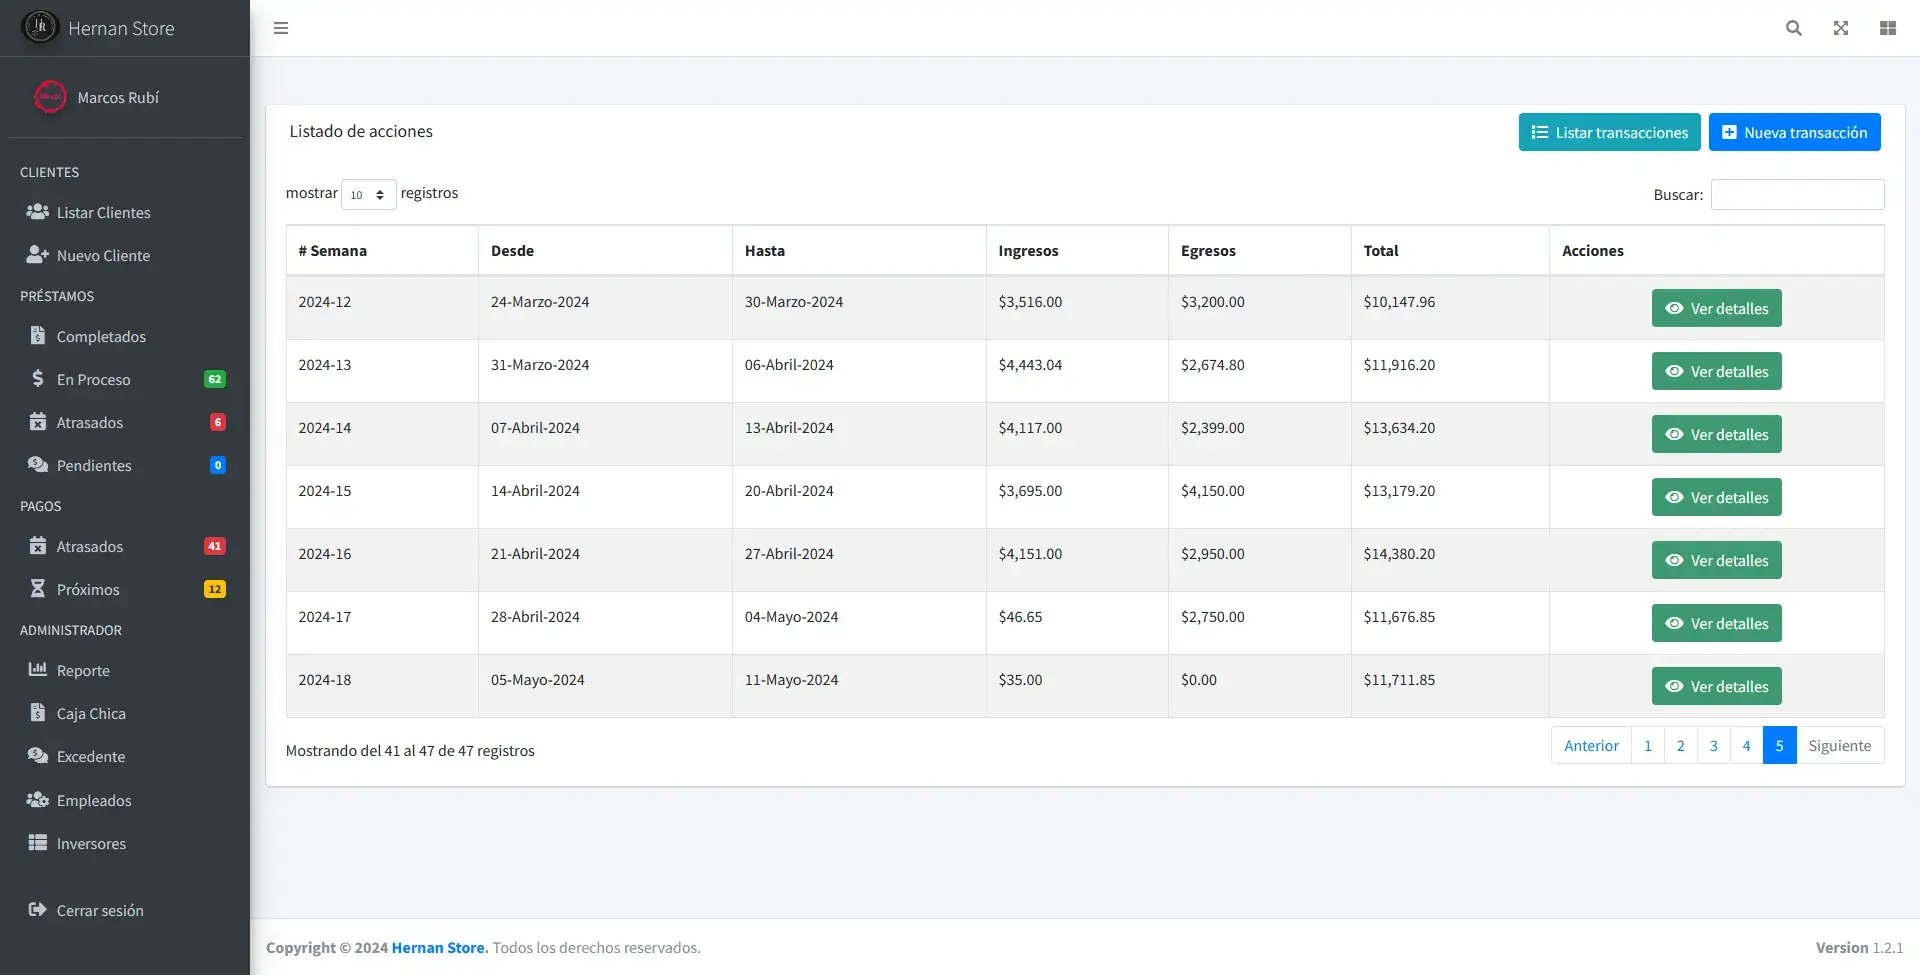 Hernan Store
Marcos Rubí
CLIENTES
Listar Clientes
Nuevo Cliente
PRÉSTAMOS
Completados
En Proceso 62
Atrasados 6
Pendientes 0
PAGOS
Atrasados 41
Próximos 12
ADMINISTRADOR
Reporte
Caja Chica
Excedente
Empleados
Inversores
Cerrar sesión
Listado de acciones
Listar transacciones
Nueva transacción
mostrar 10 registros
Buscar:
# Semana Desde Hasta Ingresos Egresos Total Acciones
2024-12 24-Marzo-2024 30-Marzo-2024 $3,516.00 $3,200.00 $10,147.96 Ver detalles
2024-13 31-Marzo-2024 06-Abril-2024 $4,443.04 $2,674.80 $11,916.20 Ver detalles
2024-14 07-Abril-2024 13-Abril-2024 $4,117.00 $2,399.00 $13,634.20 Ver detalles
2024-15 14-Abril-2024 20-Abril-2024 $3,695.00 $4,150.00 $13,179.20 Ver detalles
2024-16 21-Abril-2024 27-Abril-2024 $4,151.00 $2,950.00 $14,380.20 Ver detalles
2024-17 28-Abril-2024 04-Mayo-2024 $46.65 $2,750.00 $11,676.85 Ver detalles
2024-18 05-Mayo-2024 11-Mayo-2024 $35.00 $0.00 $11,711.85 Ver detalles
Mostrando del 41 al 47 de 47 registros
Anterior 1 2 3 4 5 Siguiente
Copyright © 2024 Hernan Store. Todos los derechos reservados.
Version 1.2.1